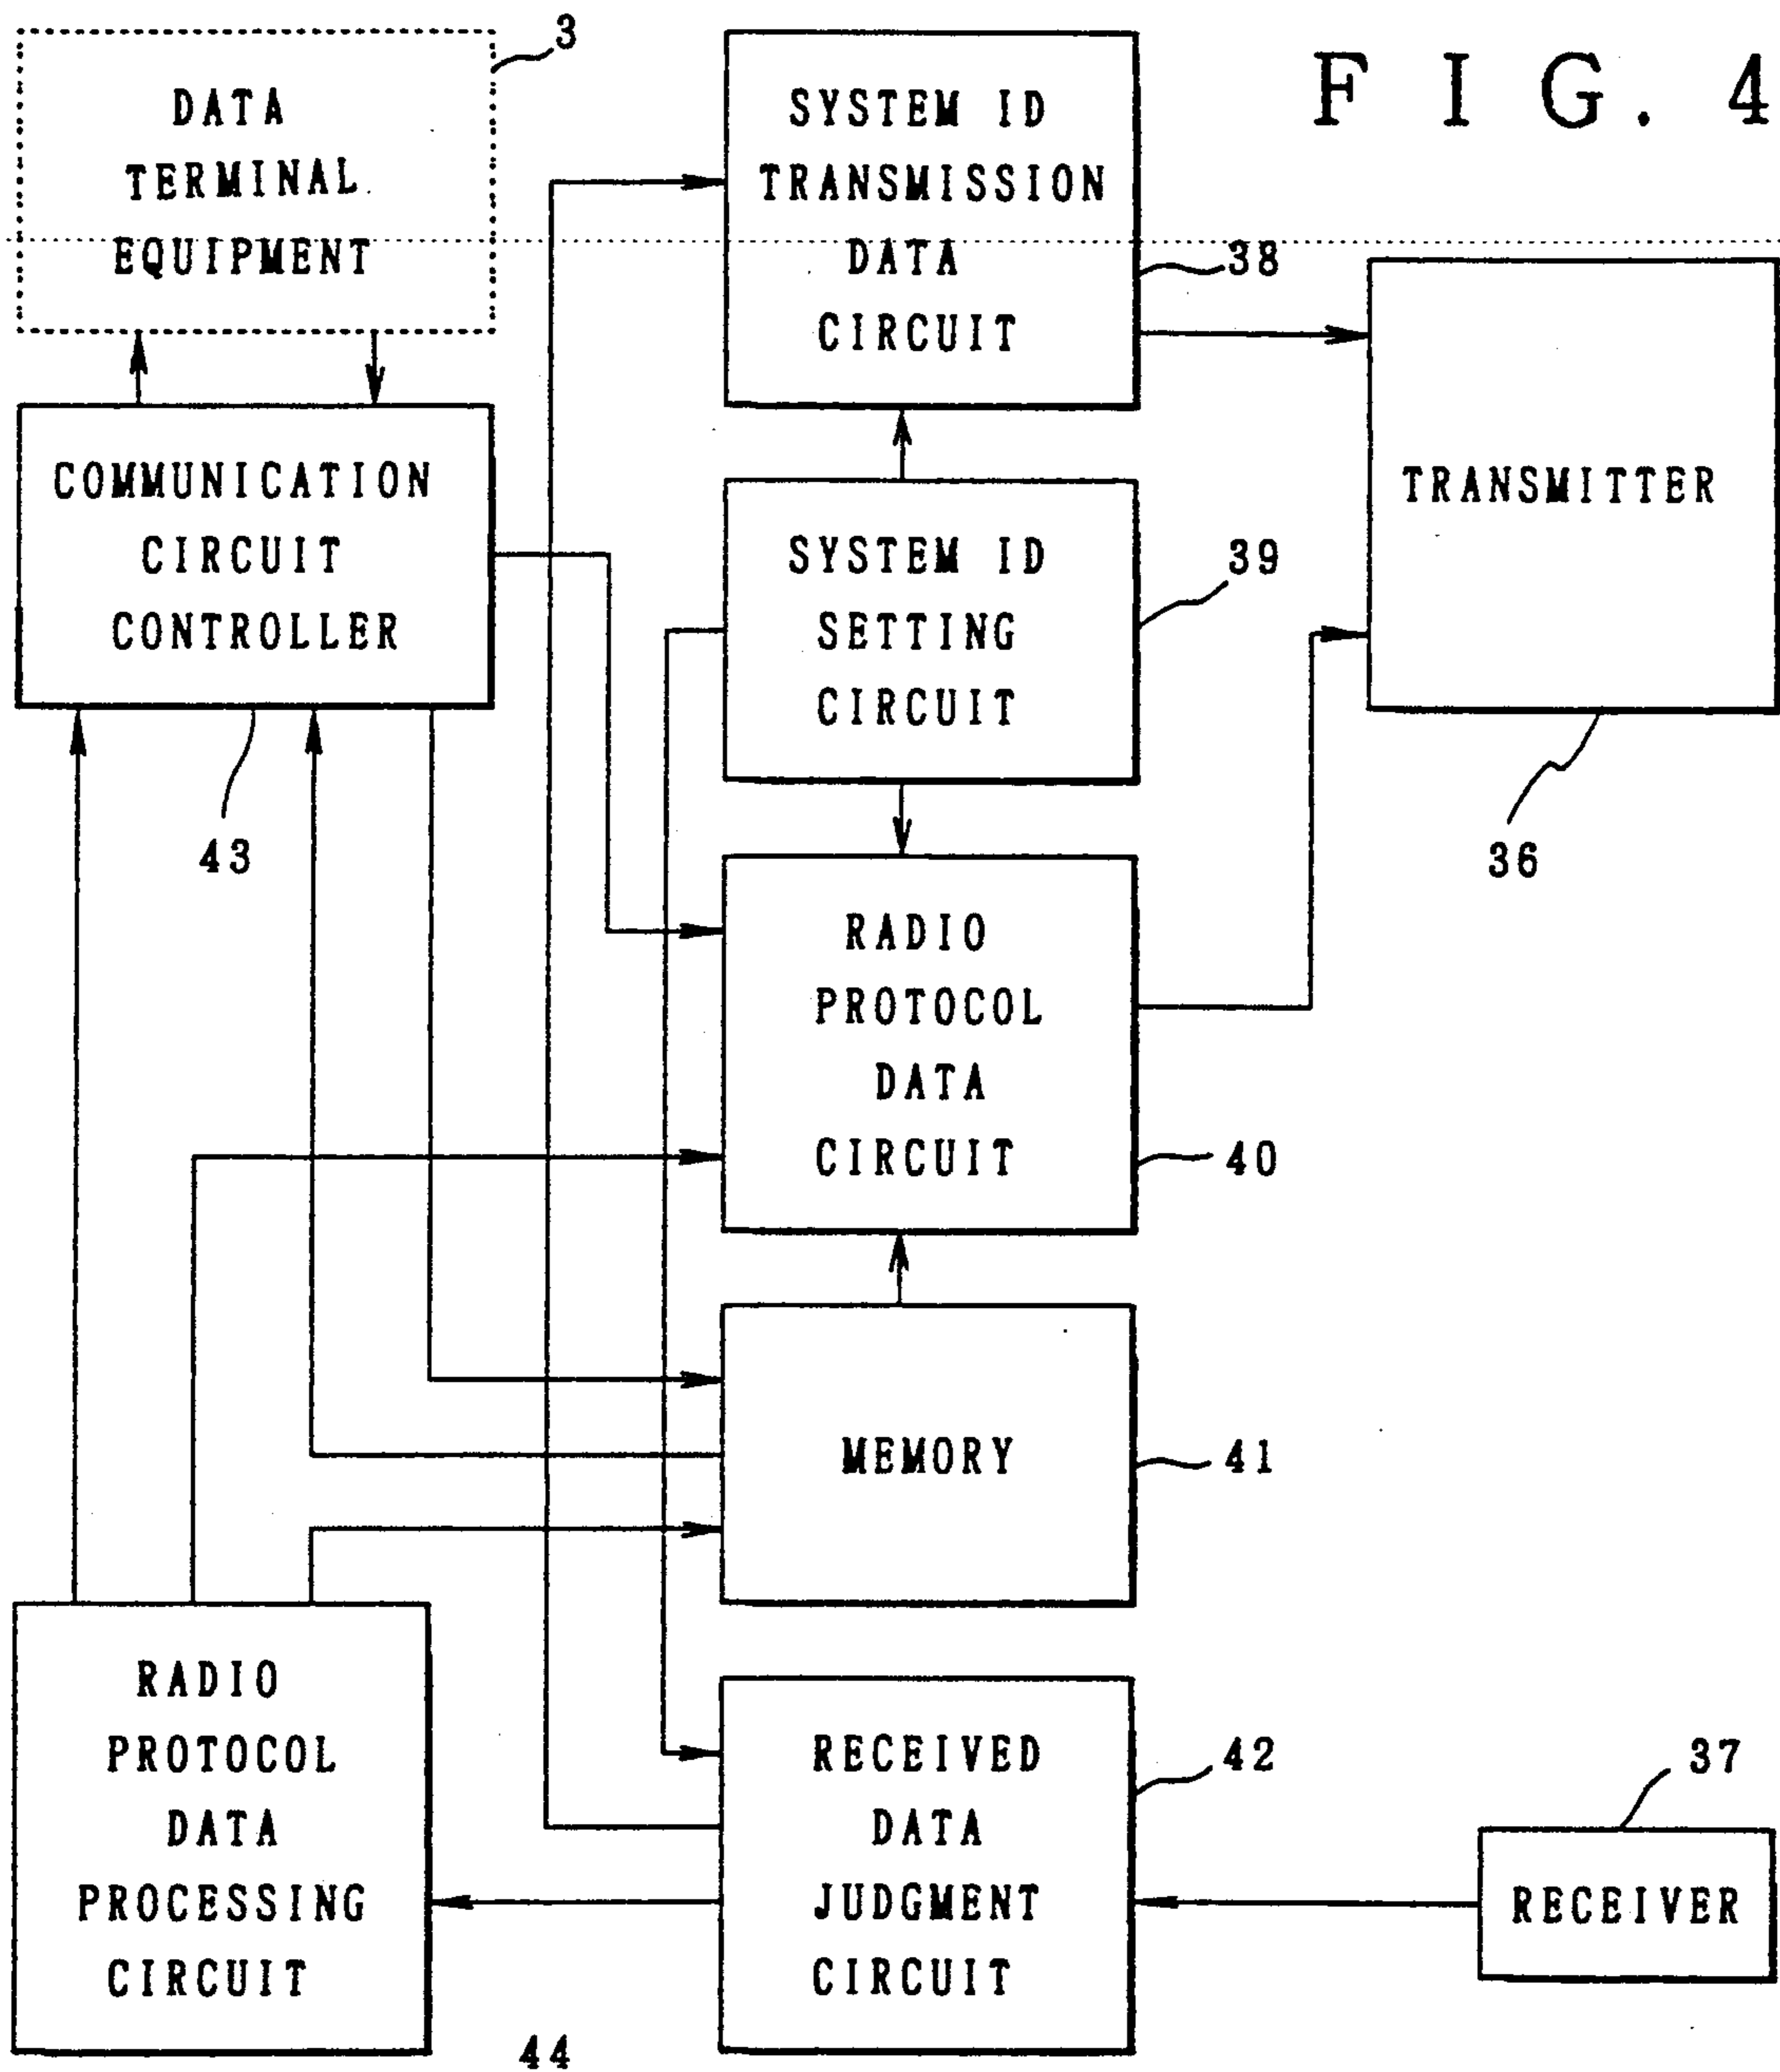 FIG. 4
3
DATA
TERMINAL
EQUIPMENT
SYSTEM ID
TRANSMISSION
DATA
CIRCUIT
38
COMMUNICATION
CIRCUIT
CONTROLLER
43
SYSTEM ID
SETTING
CIRCUIT
39
TRANSMITTER
36
RADIO
PROTOCOL
DATA
CIRCUIT
40
MEMORY
41
RADIO
PROTOCOL
DATA
PROCESSING
CIRCUIT
44
RECEIVED
DATA
JUDGMENT
CIRCUIT
42
37
RECEIVER